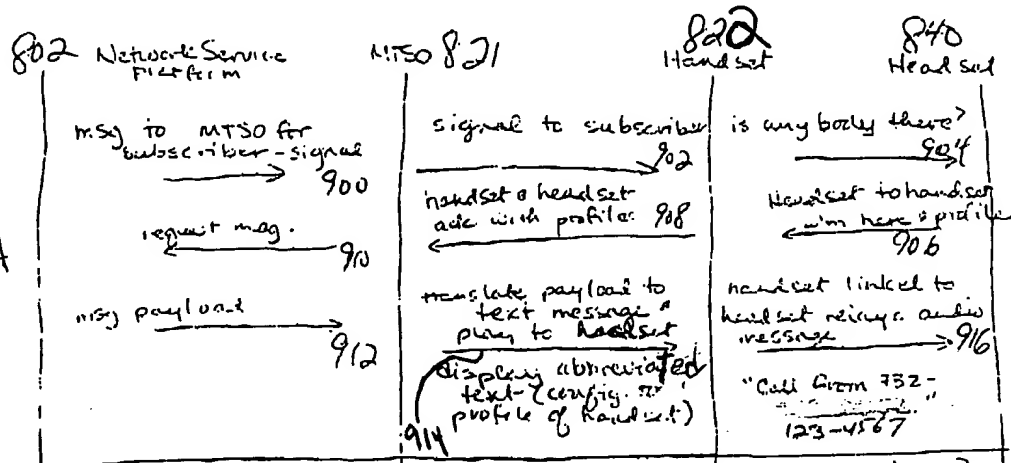 802 Network Service
Platform
MTSO 821
822
Handset
840
Headset
msg to MTSO for
subscriber-signal
900
signal to subscriber
902
is anybody there?
904
handset & headset
ack with profile
908
Headset to handset
i'm here & profile
906
request msg.
910
msg payload
912
translate payload to
text message &
play to headset
display abbreviated
text-(config.
profile of handset)
914
handset linked to
headset relays audio
message
916
"Call from 732-
123-4567